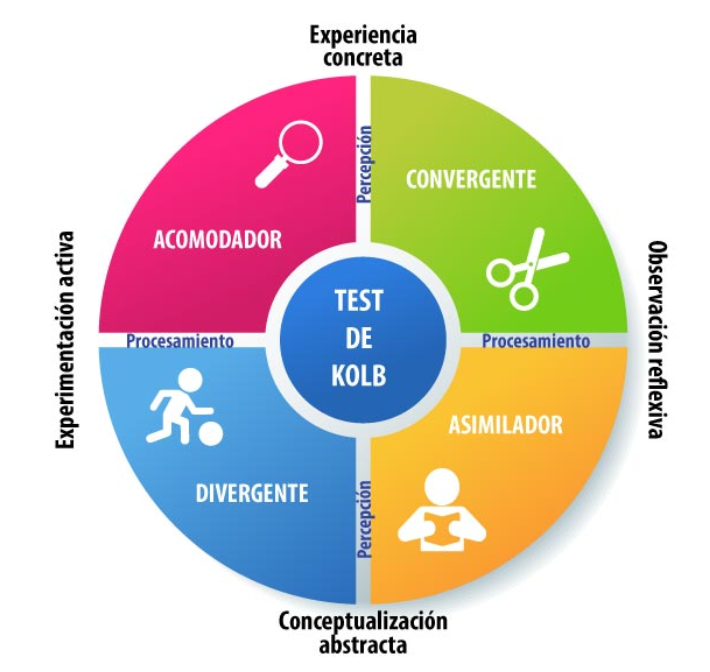 Experiencia
concreta
Percepción
CONVERGENTE
ACOMODADOR
Experimentación activa
Observación reflexiva
TEST
DE
KOLB
Procesamiento
Procesamiento
ASIMILADOR
DIVERGENTE
Percepción
Conceptualización
abstracta